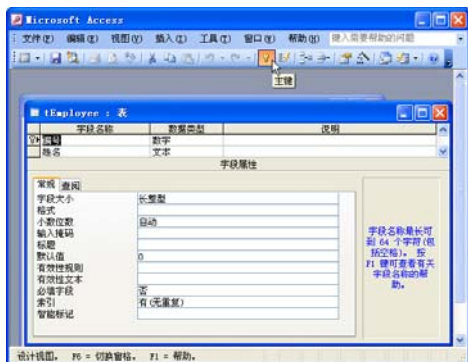 Microsoft Access
文件(F) 编辑(E) 视图(V) 插入(I) 工具(T) 窗口(W) 帮助(H) 键入需要帮助的问题
主键
tEmployee : 表
字段名称 数据类型 说明
编号 数字
姓名 文本
字段属性
常规 查阅
字段大小 长整型
格式
小数位数 自动
输入掩码
标题
默认值 0
有效性规则
有效性文本
必填字段 否
索引 有(无重复)
智能标记
字段名称最长可
到 64 个字符(包
括空格)。 按
F1 键可查看有关
字段名称的帮
助。
设计视图。 F6 = 切换窗格。 F1 = 帮助。